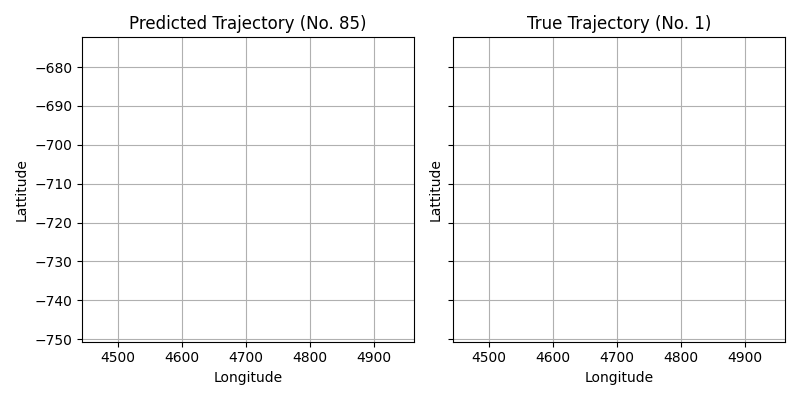 Predicted Trajectory (No. 85)
True Trajectory (No. 1)
−680
−690
−700
−710
−720
−730
−740
−750
Lattitude
Lattitude
4500 4600 4700 4800 4900
4500 4600 4700 4800 4900
Longitude
Longitude